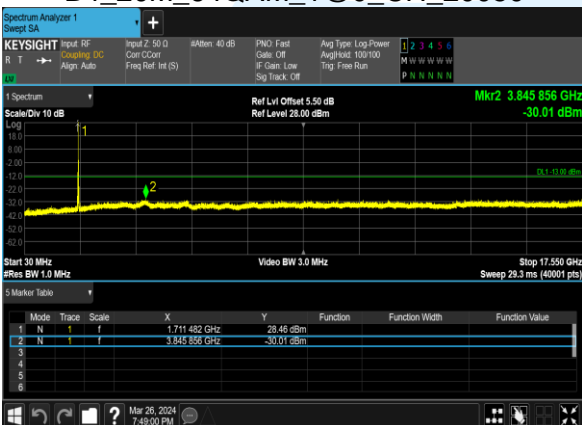 Spectrum Analyzer 1
Swept SA
+
KEYSIGHT Input: RF
R T Coupling: DC
Align: Auto
Input Z: 50 Ω
Corr CCorr
Freq Ref: Int (S)
#Atten: 40 dB
PNO: Fast
Gate: Off
IF Gain: Low
Sig Track: Off
Avg Type: Log-Power
Avg|Hold: 100/100
Trig: Free Run
1 2 3 4 5 6
M W W W W W
P N N N N N
1 Spectrum
Scale/Div 10 dB
Ref Lvl Offset 5.50 dB
Ref Level 28.00 dBm
Mkr2 3.845 856 GHz
-30.01 dBm
Log
18.0
8.00
-2.00
-12.0
-22.0
-32.0
-42.0
-52.0
-62.0
1
2
DL1 -13.00 dBm
Start 30 MHz
#Res BW 1.0 MHz
Video BW 3.0 MHz
Stop 17.550 GHz
Sweep 29.3 ms (40001 pts)
5 Marker Table
Mode Trace Scale X Y Function Function Width Function Value
1 N 1 f 1.711 482 GHz 28.46 dBm
2 N 1 f 3.845 856 GHz -30.01 dBm
3
4
5
6
?
Mar 26, 2024
7:49:00 PM